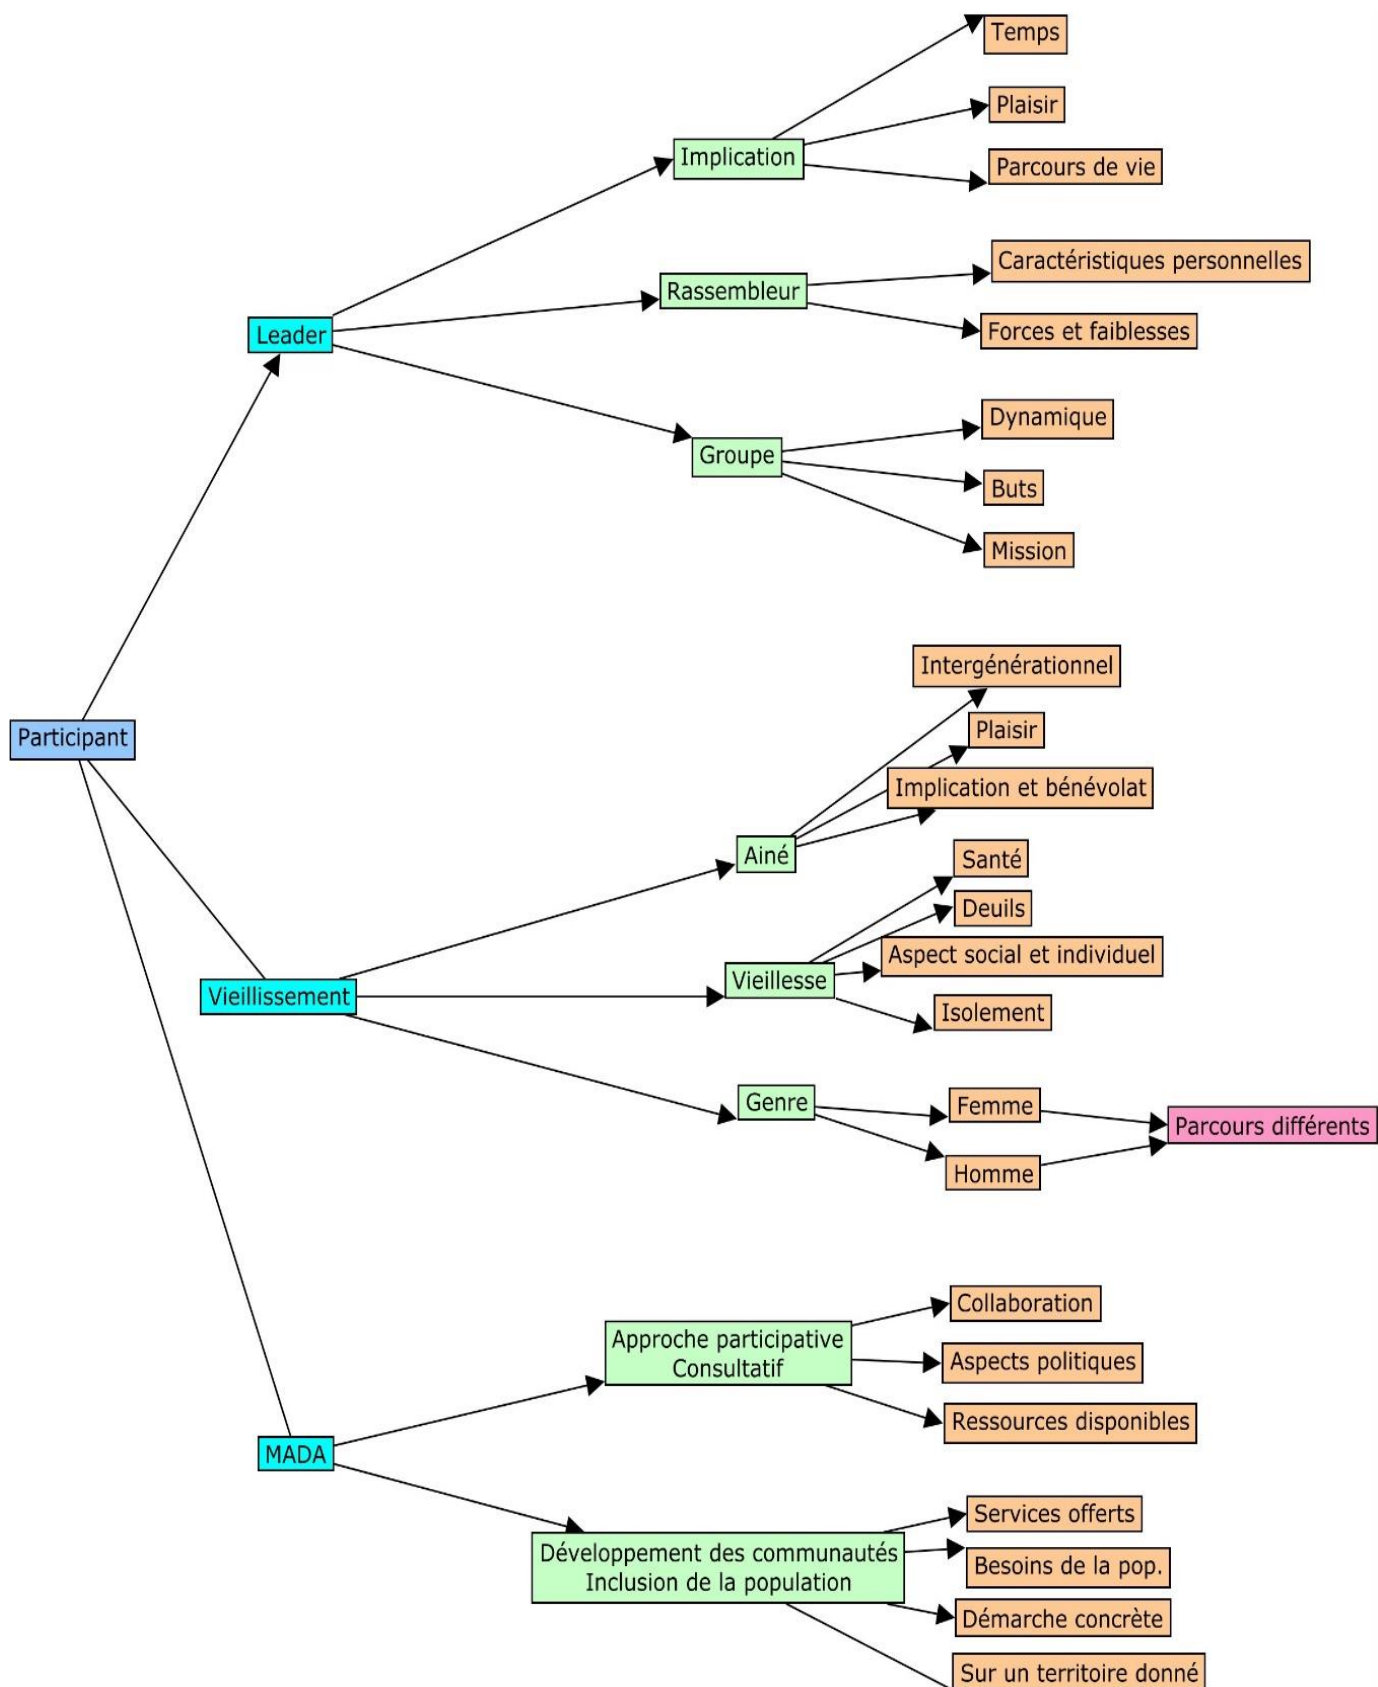 Temps
Plaisir
Implication
Parcours de vie
Caractéristiques personnelles
Rassembleur
Forces et faiblesses
Leader
Dynamique
Groupe
Buts
Mission
Intergénérationnel
Participant
Plaisir
Implication et bénévolat
Ainé
Santé
Deuils
Aspect social et individuel
Vieillesse
Vieillissement
Isolement
Genre
Femme
Parcours différents
Homme
Collaboration
Approche participative
Consultatif
Aspects politiques
Ressources disponibles
MADA
Services offerts
Développement des communautés
Inclusion de la population
Besoins de la pop.
Démarche concrète
Sur un territoire donné